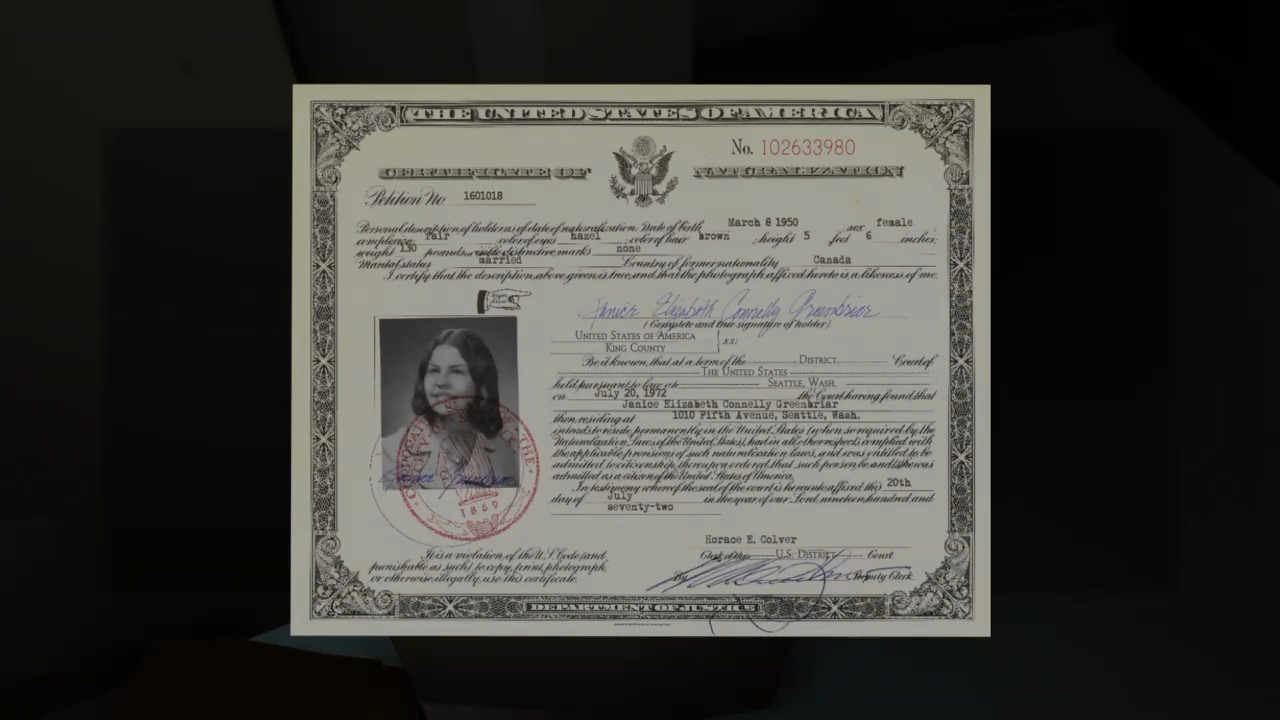 THE UNITED STATES OF AMERICA
No. 102633980
CERTIFICATE OF NATURALIZATION
Petition No 1601018
Personal description of holder as of date of naturalization: Date of birth March 8 1950 sex female
complexion Fair color of eyes hazel color of hair brown height 5 feet 6 inches;
weight 130 pounds; visible distinctive marks none
Marital status married Country of former nationality Canada
I certify that the description above given is true, and that the photograph affixed hereto is a likeness of me.
Janice Elizabeth Connelly Greenbriar
(Complete and true signature of holder)
UNITED STATES OF AMERICA
KING COUNTY } ss:
Be it known, that at a term of the DISTRICT Court of
THE UNITED STATES
held pursuant to law at SEATTLE, WASH.
on July 20, 1972 the Court having found that
Janice Elizabeth Connelly Greenbriar
then residing at 1010 Fifth Avenue, Seattle, Wash.
intends to reside permanently in the United States (when so required by the
Naturalization Laws of the United States), had in all other respects complied with
the applicable provisions of such naturalization laws, and was entitled to be
admitted to citizenship, thereupon ordered that such person be and (s)he was
admitted as a citizen of the United States of America.
In testimony whereof the seal of the court is hereunto affixed this 20th
day of July in the year of our Lord nineteen hundred and
seventy-two
1869
Horace E. Colver
It is a violation of the U.S. Code (and
Clerk of the U.S. DISTRICT Court
punishable as such) to copy, print, photograph,
By Deputy Clerk
or otherwise illegally use this certificate.
DEPARTMENT OF JUSTICE